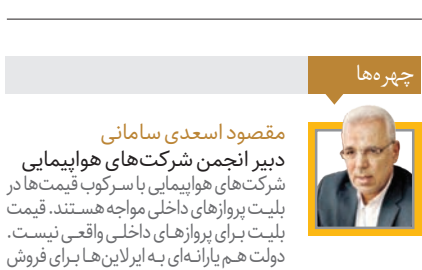 چهره‌ها
مقصود اسعدی سامانی
دبیر انجمن شرکت‌های هواپیمایی
شرکت‌های هواپیمایی با سرکوب قیمت‌ها در
بلیت پروازهای داخلی مواجه هستند. قیمت
بلیت برای پروازهای داخلی واقعی نیست.
دولت هم یارانه‌ای به ایرلاین‌ها برای فروش